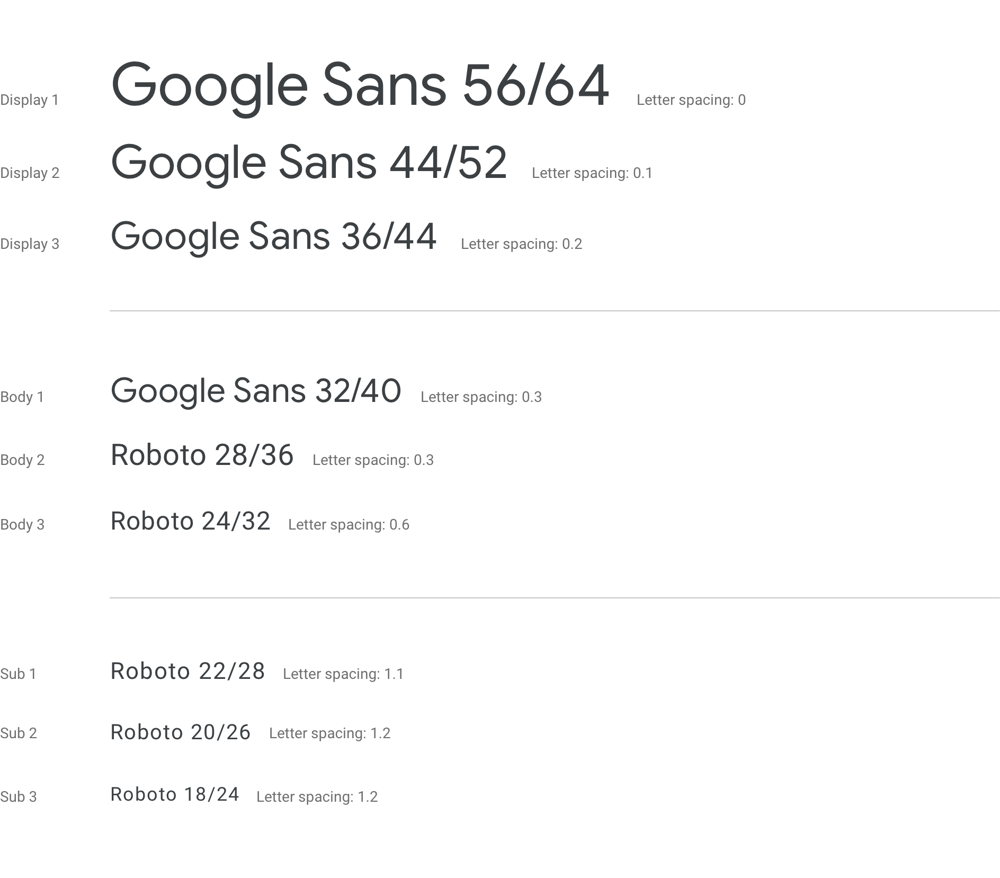 Display 1 Google Sans 56/64 Letter spacing: 0
Display 2 Google Sans 44/52 Letter spacing: 0.1
Display 3 Google Sans 36/44 Letter spacing: 0.2
Body 1 Google Sans 32/40 Letter spacing: 0.3
Body 2 Roboto 28/36 Letter spacing: 0.3
Body 3 Roboto 24/32 Letter spacing: 0.6
Sub 1 Roboto 22/28 Letter spacing: 1.1
Sub 2 Roboto 20/26 Letter spacing: 1.2
Sub 3 Roboto 18/24 Letter spacing: 1.2